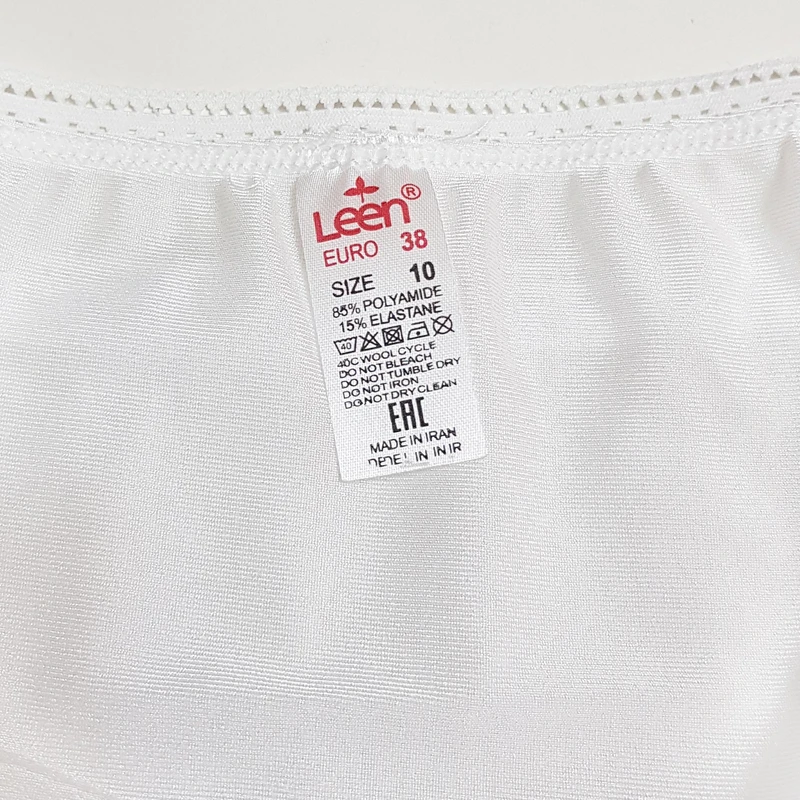 Leen®
EURO 38
SIZE 10
85% POLYAMIDE
15% ELASTANE
40
40C WOOL CYCLE
DO NOT BLEACH
DO NOT TUMBLE DRY
DO NOT IRON
DO NOT DRY CLEAN
EAC
MADE IN IRAN